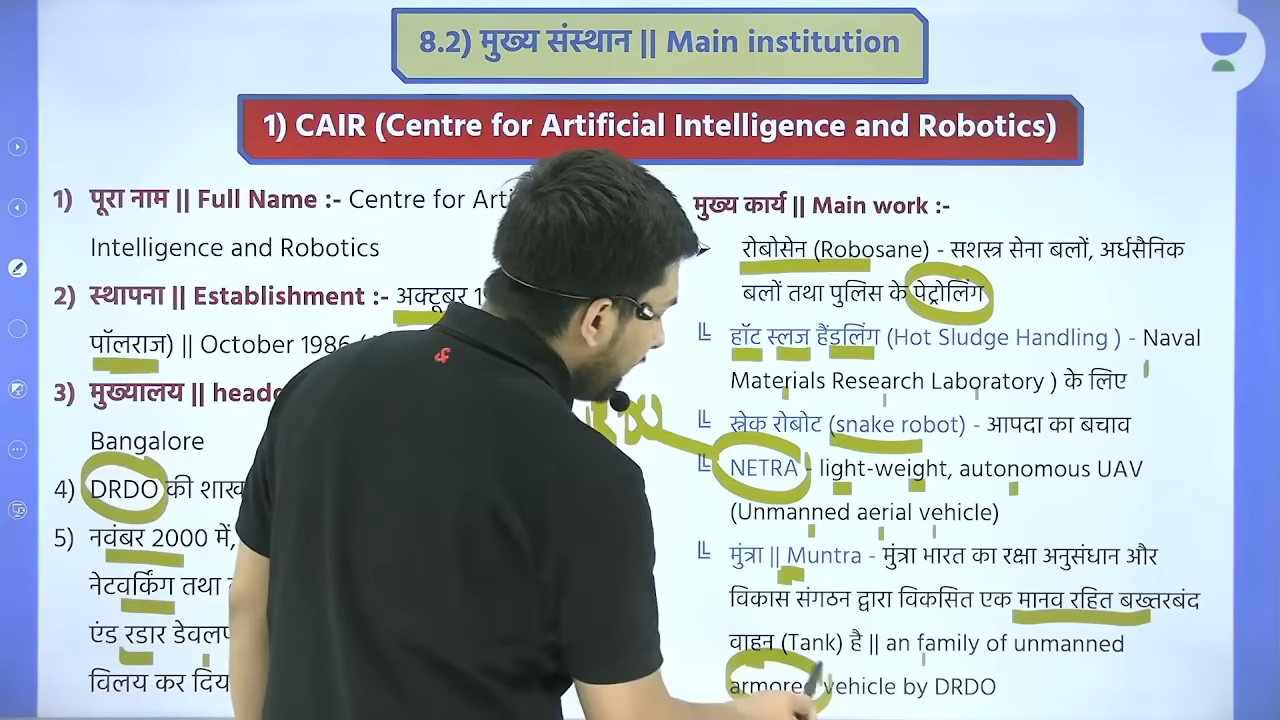 8.2) मुख्य संस्थान || Main institution
1) CAIR (Centre for Artificial Intelligence and Robotics)
1) पूरा नाम || Full Name :- Centre for
Intelligence and Robotics
2) स्थापना || Establishment :- अक्टूबर
पॉलराज) || October 1986
3) मुख्यालय ||
Bangalore
4) DRDO की
5) नवंबर 2000 में,
नेटवर्किंग तथा
एंड रडार
विलय कर
मुख्य कार्य || Main work :-
रोबोसेन (Robosane) - सशस्त्र सेना बलों, अर्धसैनिक
बलों तथा पुलिस के पेट्रोलिंग
हॉट स्लज हैंडलिंग (Hot Sludge Handling ) - Naval
Materials Research Laboratory ) के लिए
स्नेक रोबोट (snake robot) - आपदा का बचाव
NETRA - light-weight, autonomous UAV
(Unmanned aerial vehicle)
मुंत्रा || Muntra - मुंत्रा भारत का रक्षा अनुसंधान और
विकास संगठन द्वारा विकसित एक मानव रहित बख्तरबंद
वाहन (Tank) है || an family of unmanned
armored vehicle by DRDO